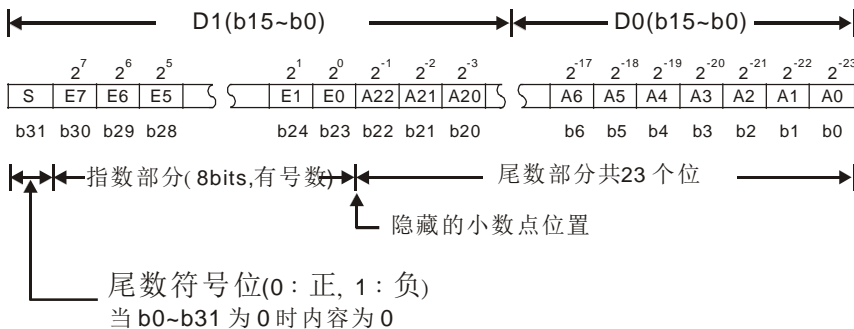 D1(b15~b0) D0(b15~b0)
2^7 2^6 2^5 2^1 2^0 2^-1 2^-2 2^-3 2^-17 2^-18 2^-19 2^-20 2^-21 2^-22 2^-23
S E7 E6 E5 E1 E0 A22 A21 A20 A6 A5 A4 A3 A2 A1 A0
b31 b30 b29 b28 b24 b23 b22 b21 b20 b6 b5 b4 b3 b2 b1 b0
指数部分( 8bits,有号数) 尾数部分共23 个位
隐藏的小数点位置
尾数符号位(0：正, 1：负)
当 b0~b31 为 0 时内容为 0